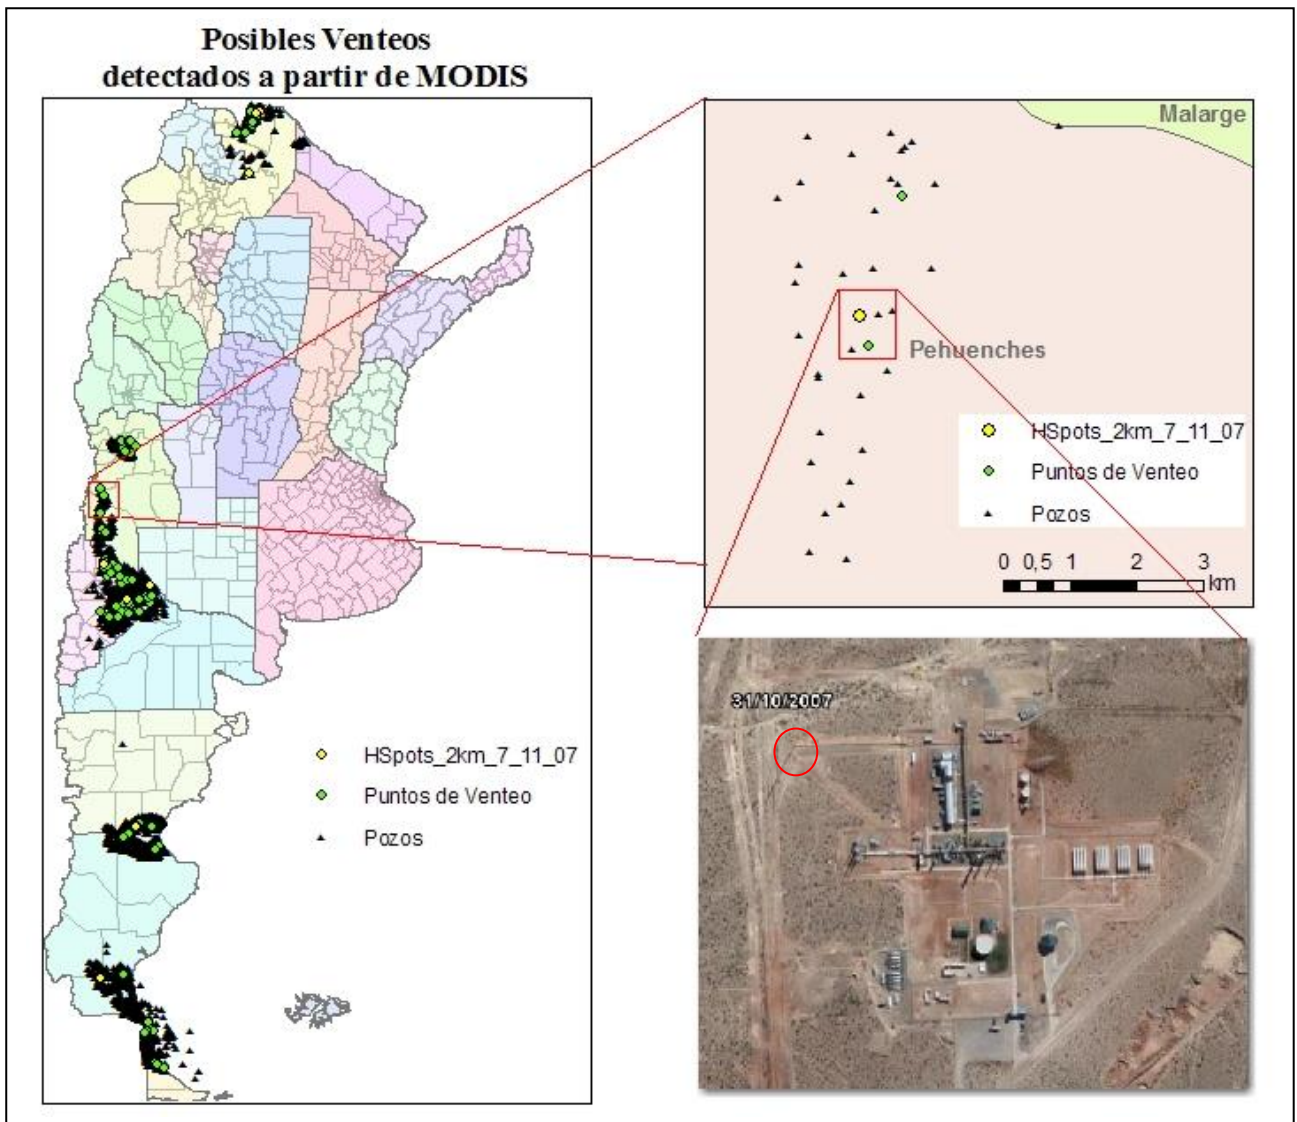 Posibles Venteos
detectados a partir de MODIS
HSpots_2km_7_11_07
Puntos de Venteo
Pozos
Malarge
Pehuenches
HSpots_2km_7_11_07
Puntos de Venteo
Pozos
0 0,5 1 2 3
km
31/10/2007